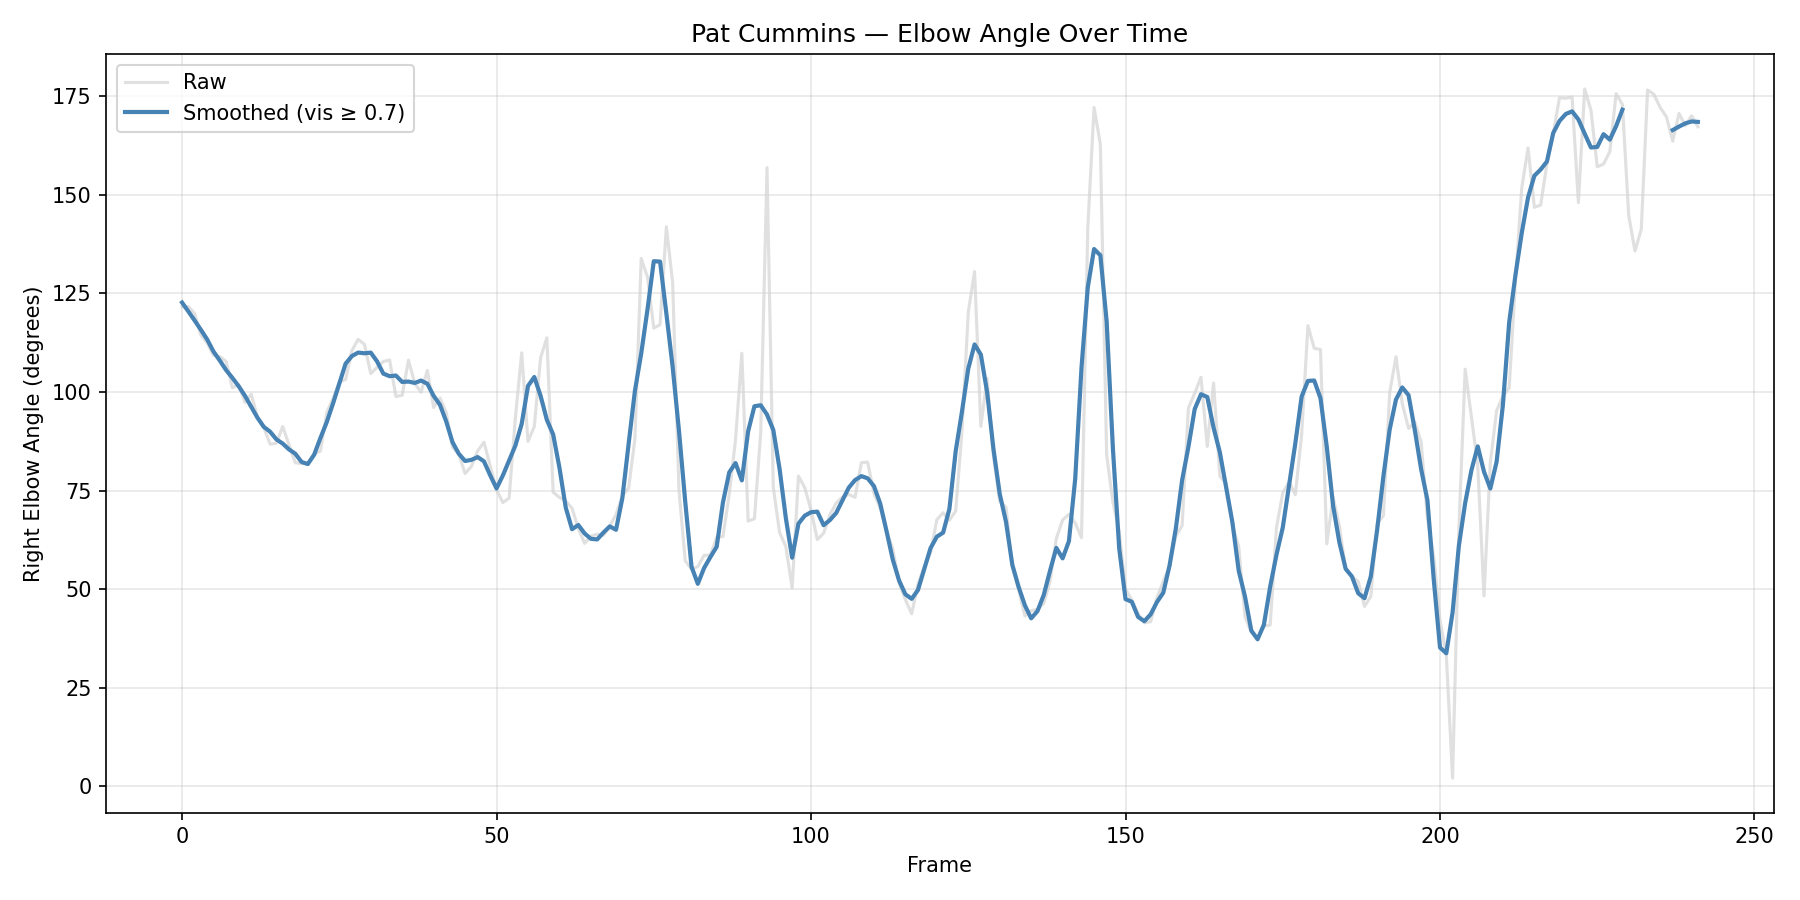 Pat Cummins — Elbow Angle Over Time
Raw
Smoothed (vis ≥ 0.7)
Right Elbow Angle (degrees)
175
150
125
100
75
50
25
0
0 50 100 150 200 250
Frame